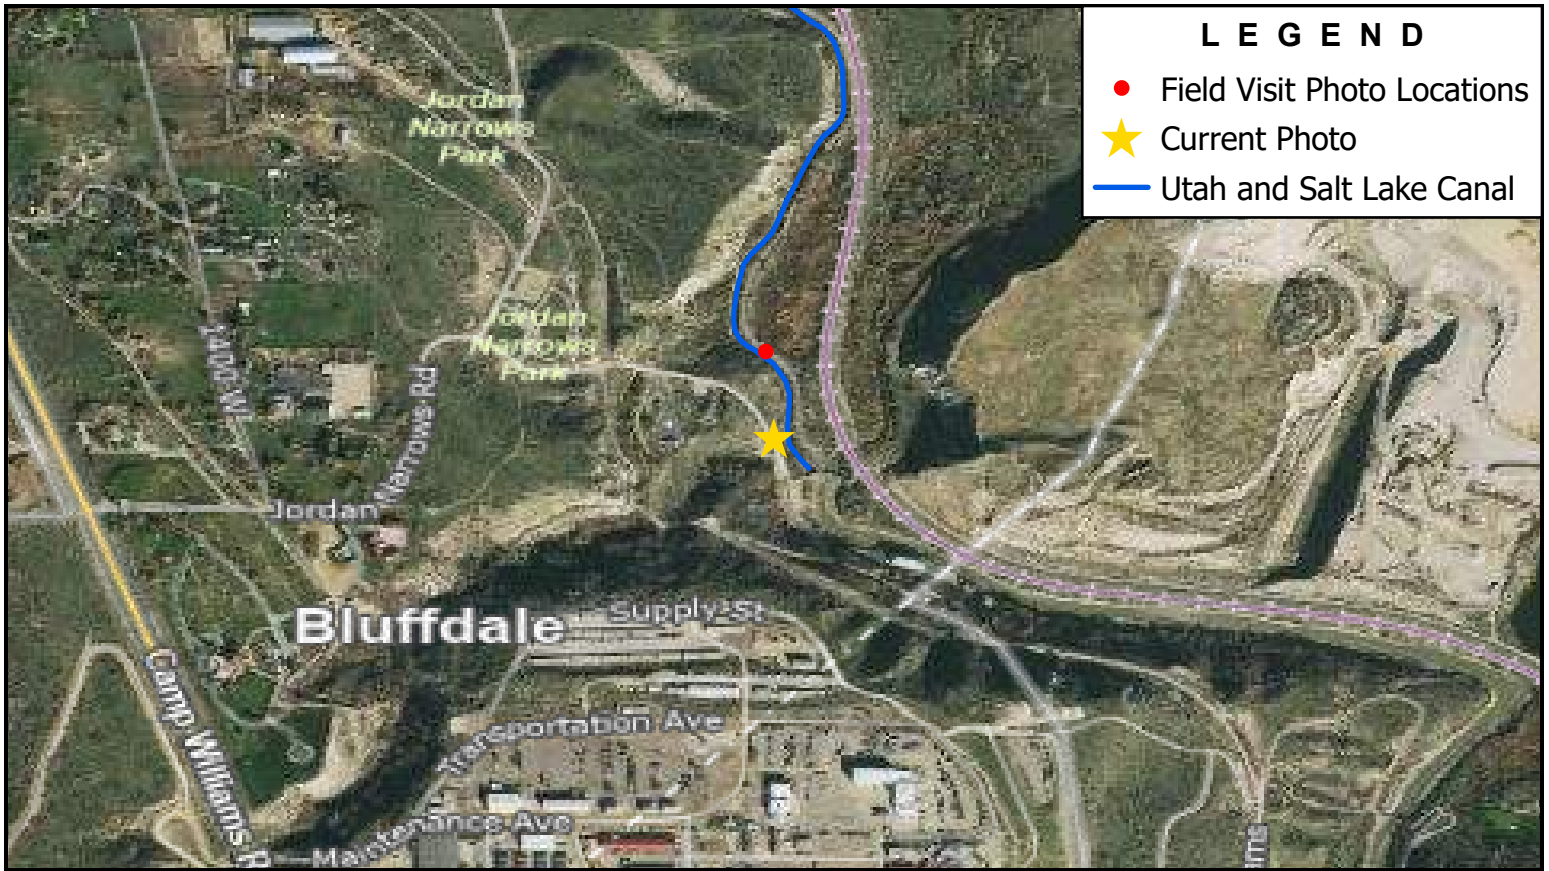 L E G E N D
Field Visit Photo Locations
Current Photo
Utah and Salt Lake Canal
Jordan
Narrows
Park
Jordan
Narrows
Park
Jordan Narrows Rd
Bluffdale
Supply St
Camp Williams R
Transportation Ave
Maintenance Ave